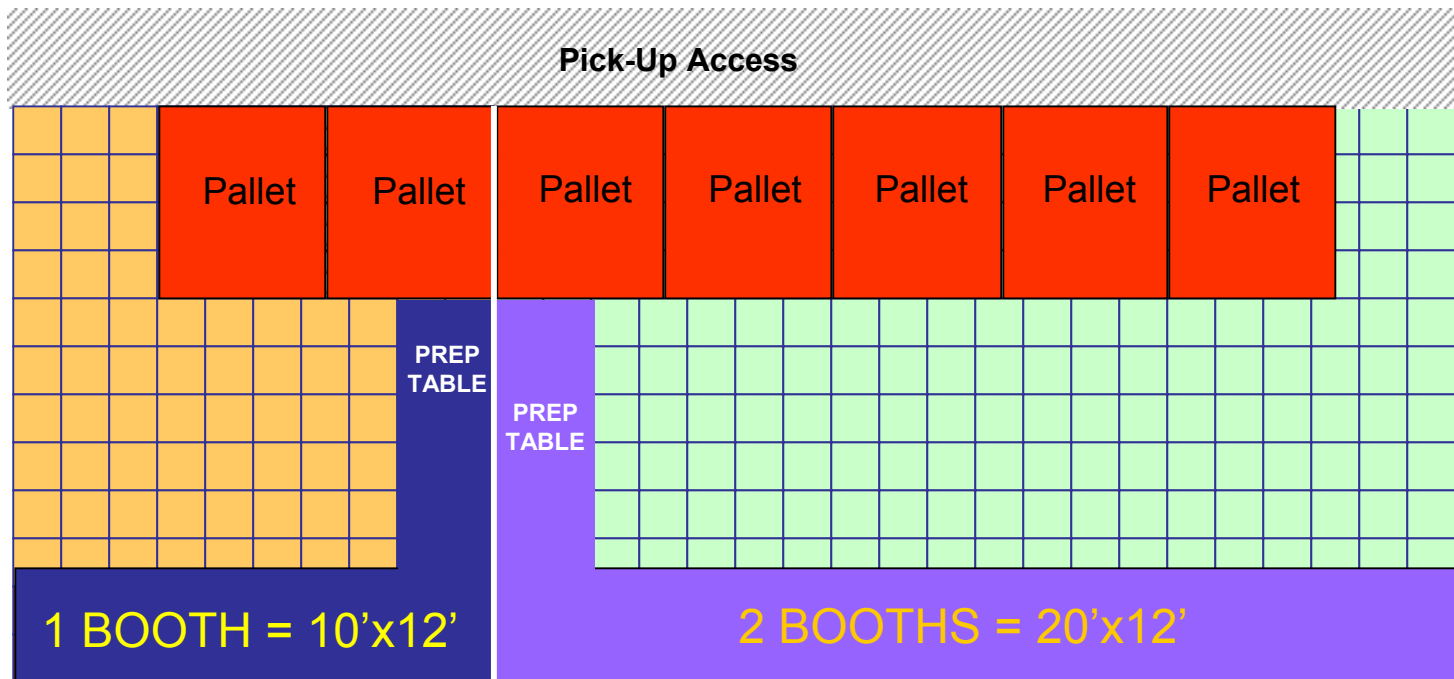 Pick-Up Access
Pallet
Pallet
Pallet
Pallet
Pallet
Pallet
Pallet
PREP
TABLE
PREP
TABLE
1 BOOTH = 10’x12’
2 BOOTHS = 20’x12’